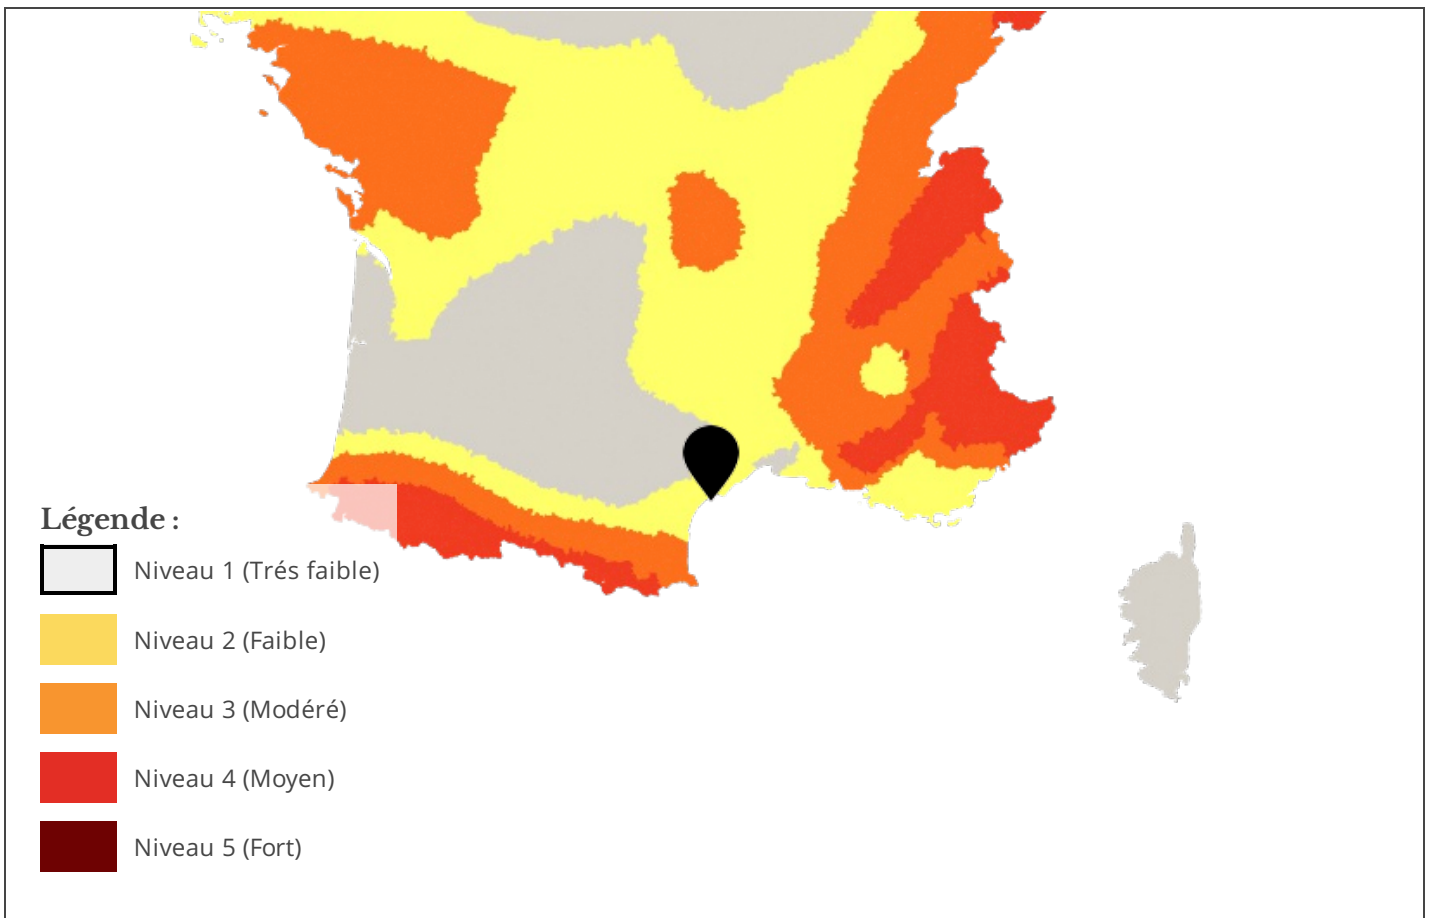 Légende :
Niveau 1 (Trés faible)
Niveau 2 (Faible)
Niveau 3 (Modéré)
Niveau 4 (Moyen)
Niveau 5 (Fort)